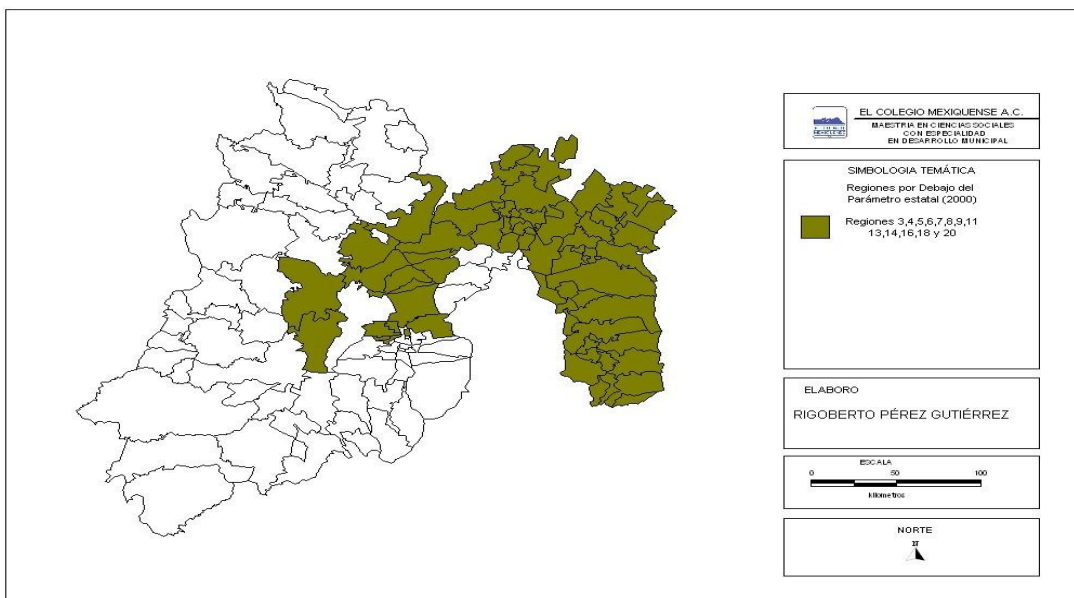 EL COLEGIO MEXIQUENSE A.C.
MAESTRIA EN CIENCIAS SOCIALES
CON ESPECIALIDAD
EN DESARROLLO MUNICIPAL
SIMBOLOGIA TEMÁTICA
Regiones por Debajo del
Parámetro estatal (2000)
Regiones 3,4,5,6,7,8,9,11
13,14,16,18 y 20
ELABORO
RIGOBERTO PÉREZ GUTIÉRREZ
ESCALA
0 50 100
kilometros
NORTE